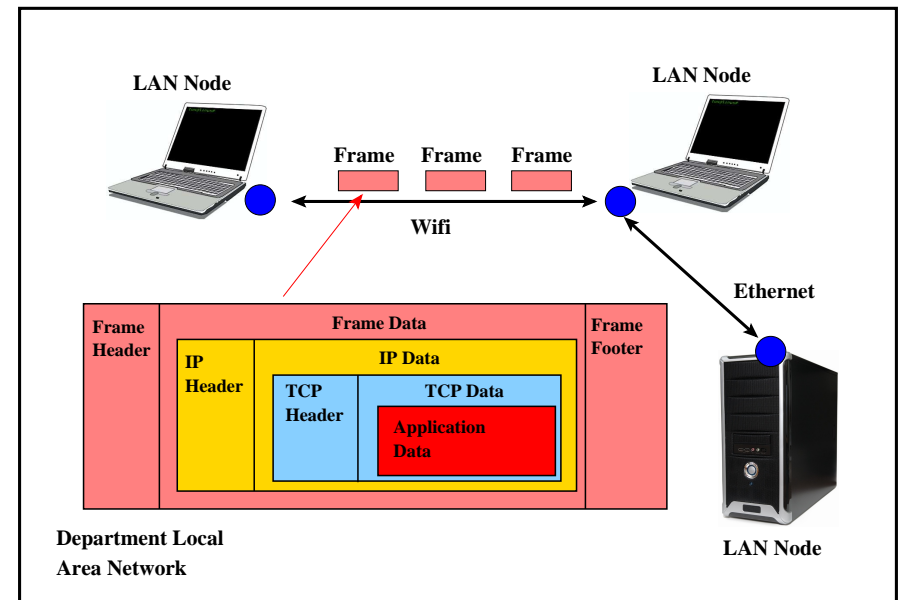 LAN Node
LAN Node
Frame
Frame
Frame
Wifi
Ethernet
Frame
Header
Frame Data
Frame
Footer
IP
Header
IP Data
TCP
Header
TCP Data
Application
Data
Department Local
Area Network
LAN Node